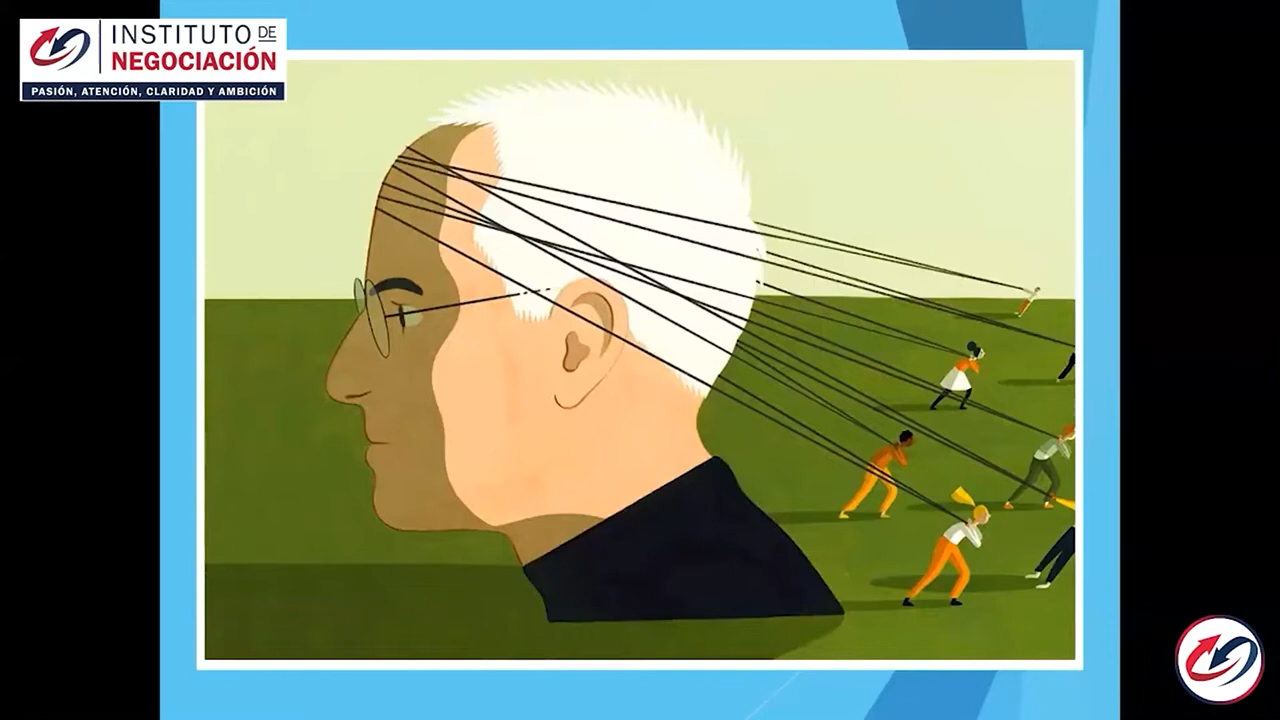 INSTITUTO DE
NEGOCIACIÓN
PASIÓN, ATENCIÓN, CLARIDAD Y AMBICIÓN